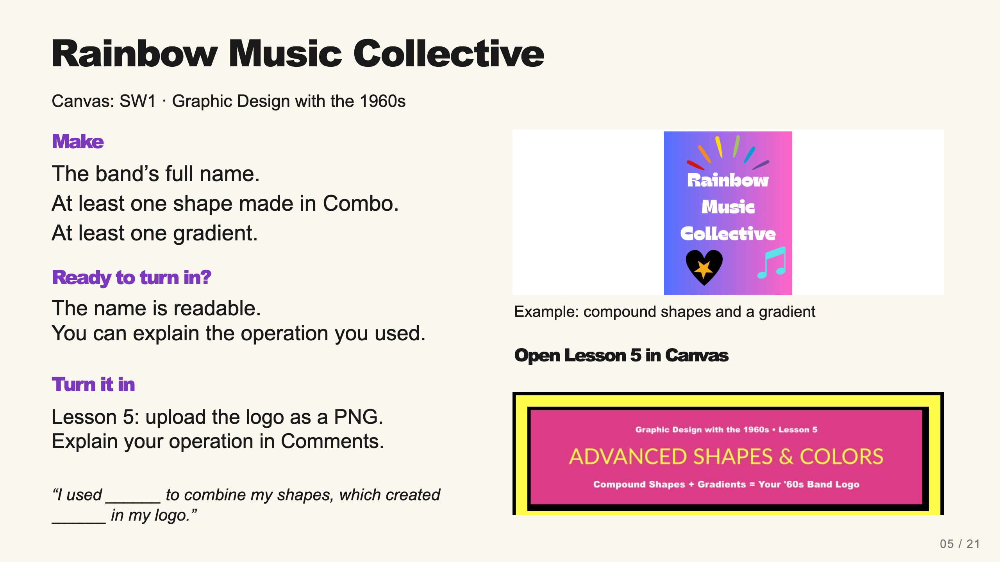 Rainbow Music Collective
Canvas: SW1 · Graphic Design with the 1960s
Make
The band’s full name.
At least one shape made in Combo.
At least one gradient.
Ready to turn in?
The name is readable.
You can explain the operation you used.
Turn it in
Lesson 5: upload the logo as a PNG.
Explain your operation in Comments.
“I used ______ to combine my shapes, which created
______ in my logo.”
Rainbow
Music
Collective
Example: compound shapes and a gradient
Open Lesson 5 in Canvas
Graphic Design with the 1960s • Lesson 5
ADVANCED SHAPES & COLORS
Compound Shapes + Gradients = Your '60s Band Logo
05 / 21